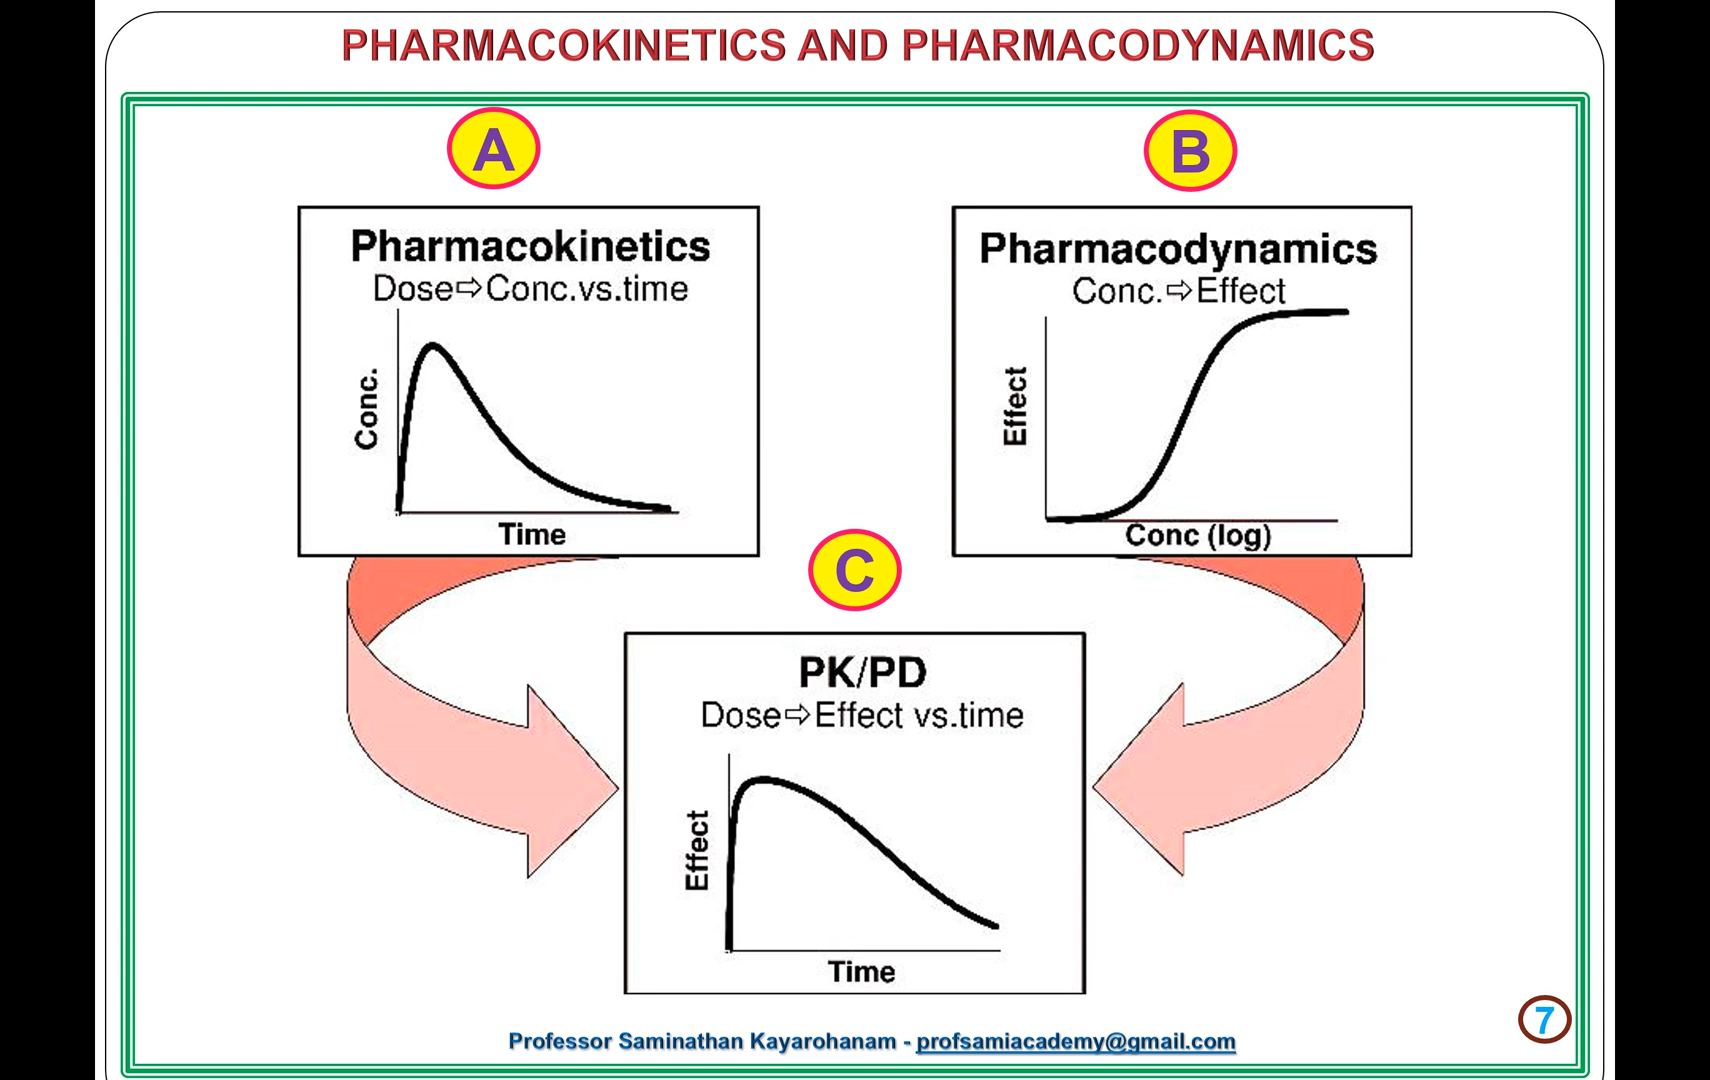 PHARMACOKINETICS AND PHARMACODYNAMICS
A
B
Pharmacokinetics
Dose⇨Conc.vs.time
Conc.
Time
Pharmacodynamics
Conc.⇨Effect
Effect
Conc (log)
C
PK/PD
Dose⇨Effect vs.time
Effect
Time
Professor Saminathan Kayarohanam - profsamiacademy@gmail.com
7